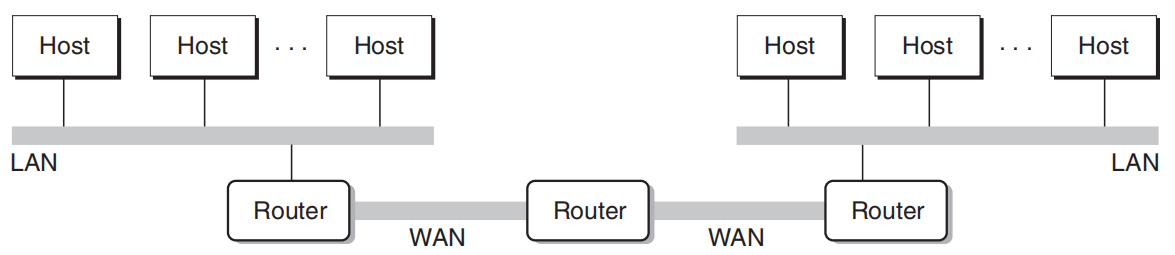 Host Host . . . Host Host Host . . . Host
LAN LAN
Router Router Router
WAN WAN